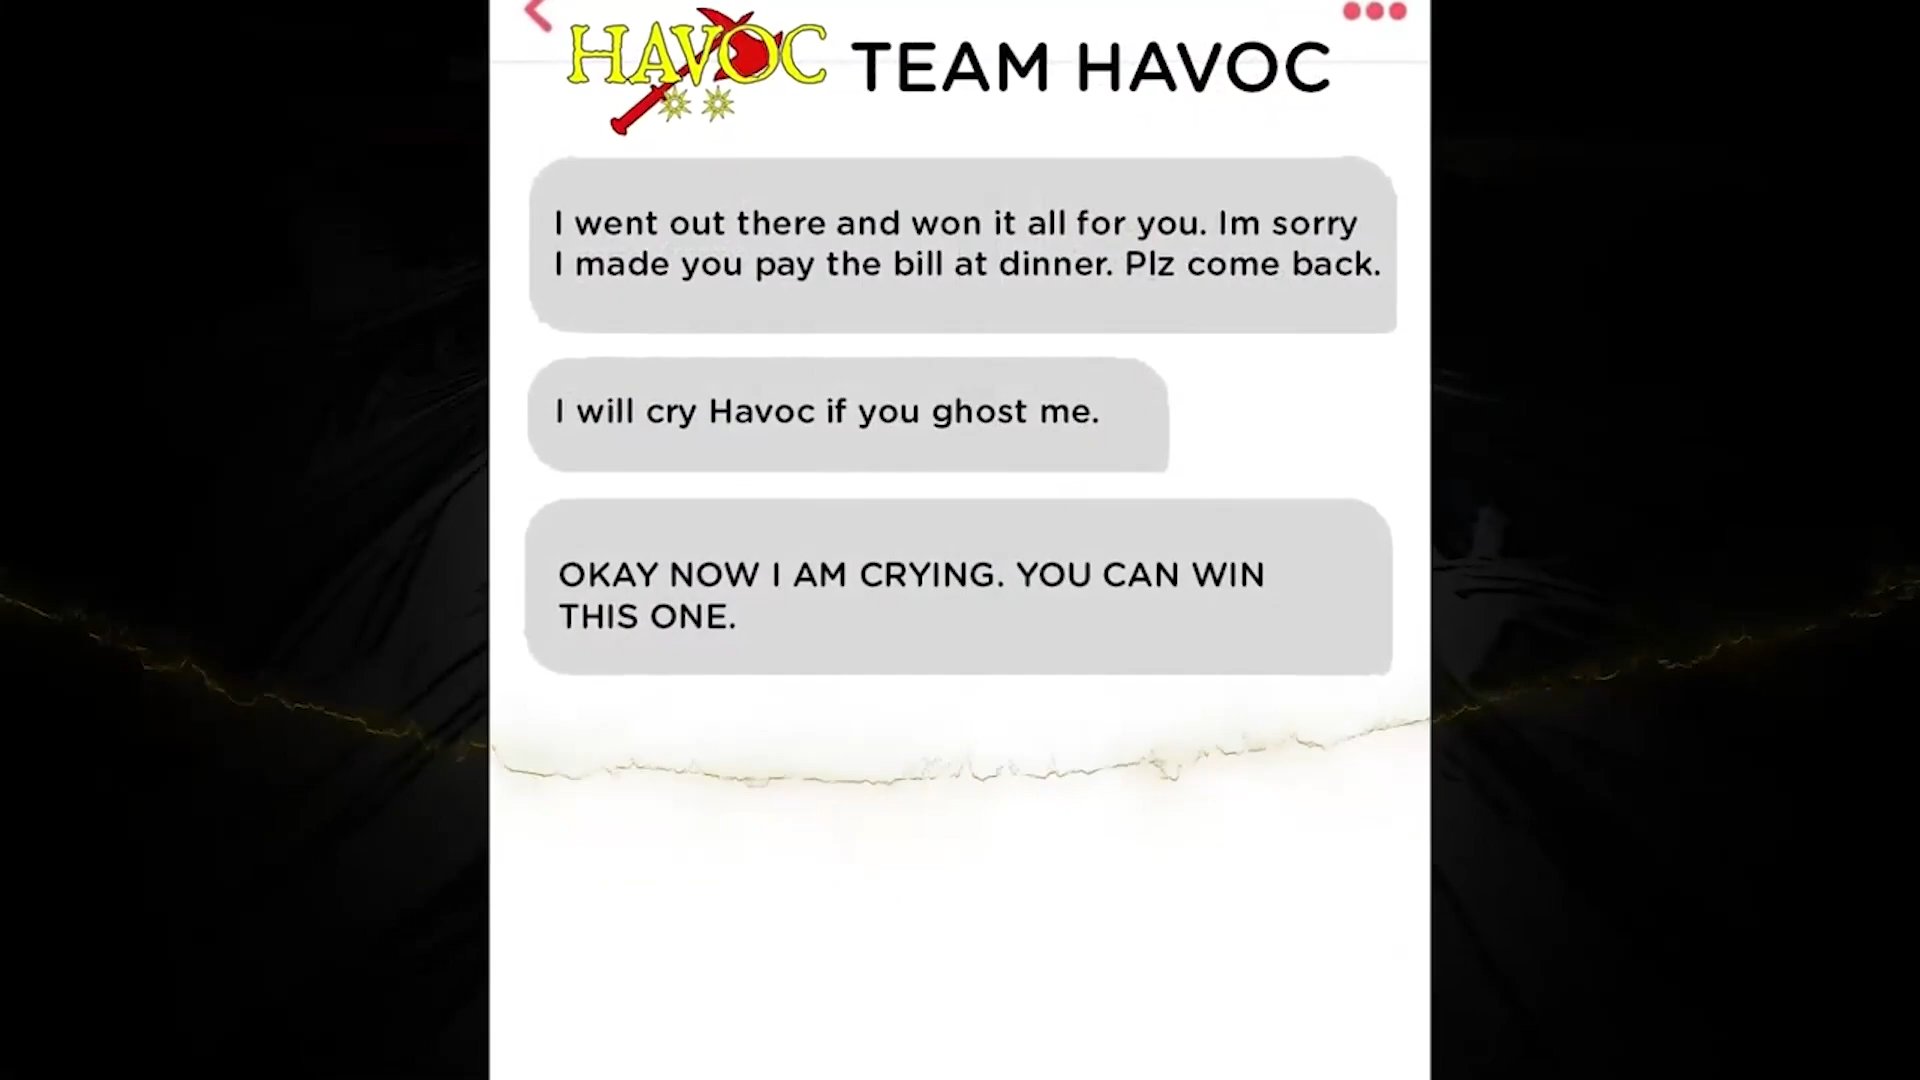 HAVOC TEAM HAVOC
I went out there and won it all for you. Im sorry
I made you pay the bill at dinner. Plz come back.
I will cry Havoc if you ghost me.
OKAY NOW I AM CRYING. YOU CAN WIN
THIS ONE.